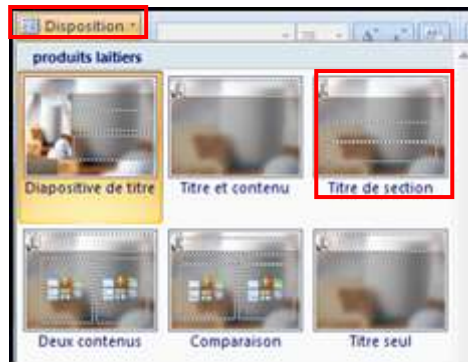 Disposition
produits laitiers
Diapositive de titre
Titre et contenu
Titre de section
Deux contenus
Comparaison
Titre seul